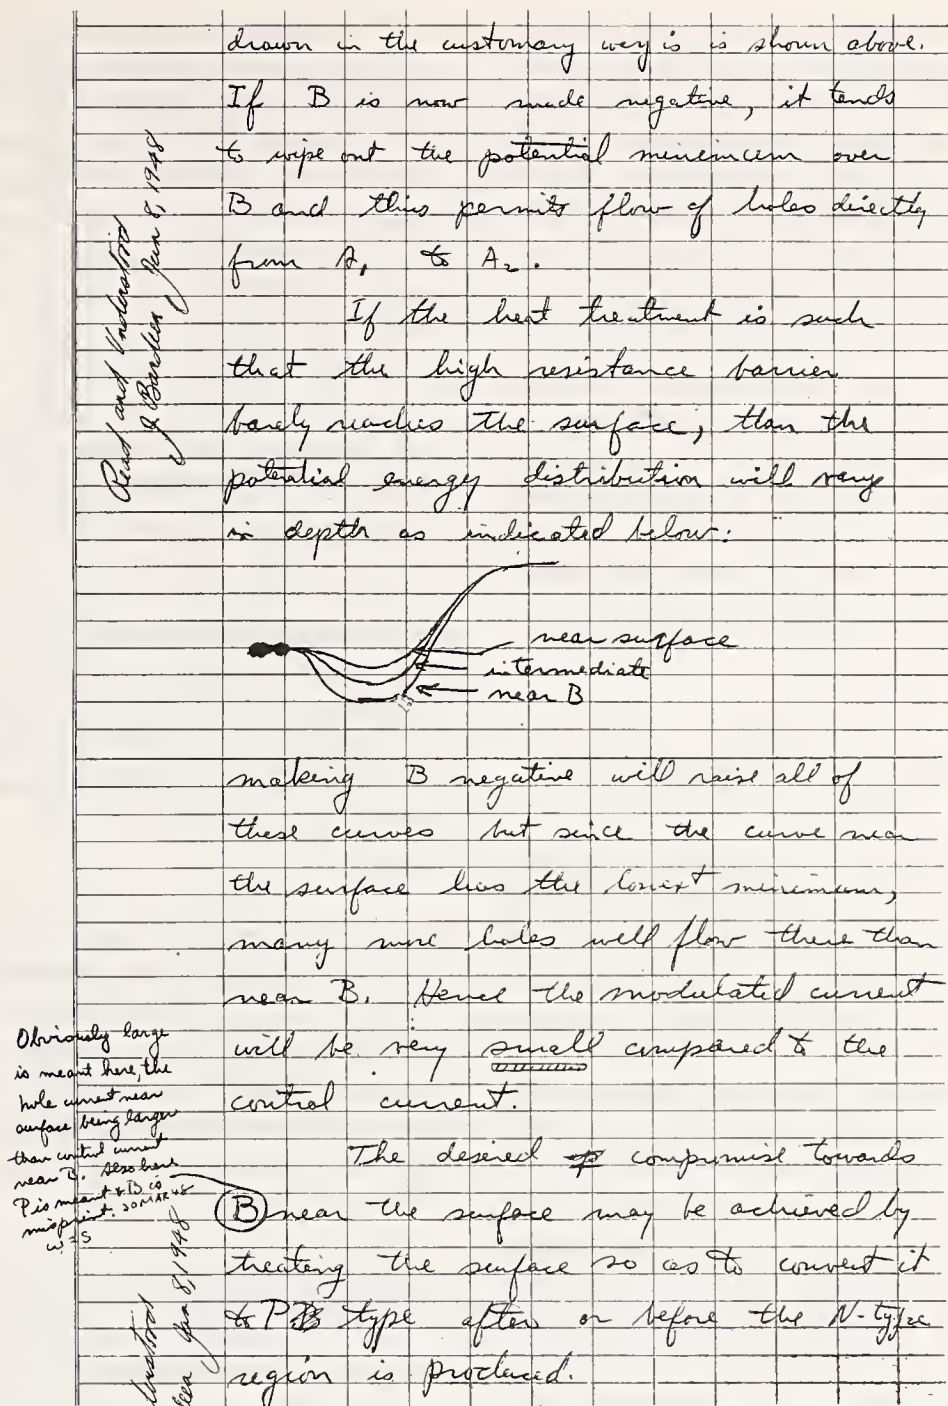 drawn in the customary way is is shown above.
If B is now made negative, it tends
to wipe out the potential minimum over
B and thus permits flow of holes directly
from A₁ to A₂.
If the heat treatment is such
that the high resistance barrier
barely reaches the surface, than the
potential energy distribution will vary
in depth as indicated below:
near surface
intermediate
near B
making B negative will raise all of
these curves but since the curve near
the surface has the lowest minimum,
many more holes will flow there than
near B. Hence the modulated current
will be very small compared to the
control current.
The desired compromise towards
B near the surface may be achieved by
treating the surface so as to convert it
to P type after or before the N-type
region is produced.
Read and Understood
J Bardeen Jan 8, 1948
Obviously large
is meant here, the
hole current near
surface being larger
than control current
near B. Also here
P is meant & B is
misprint. 30 MAR 48
WS
Jan 8, 1948